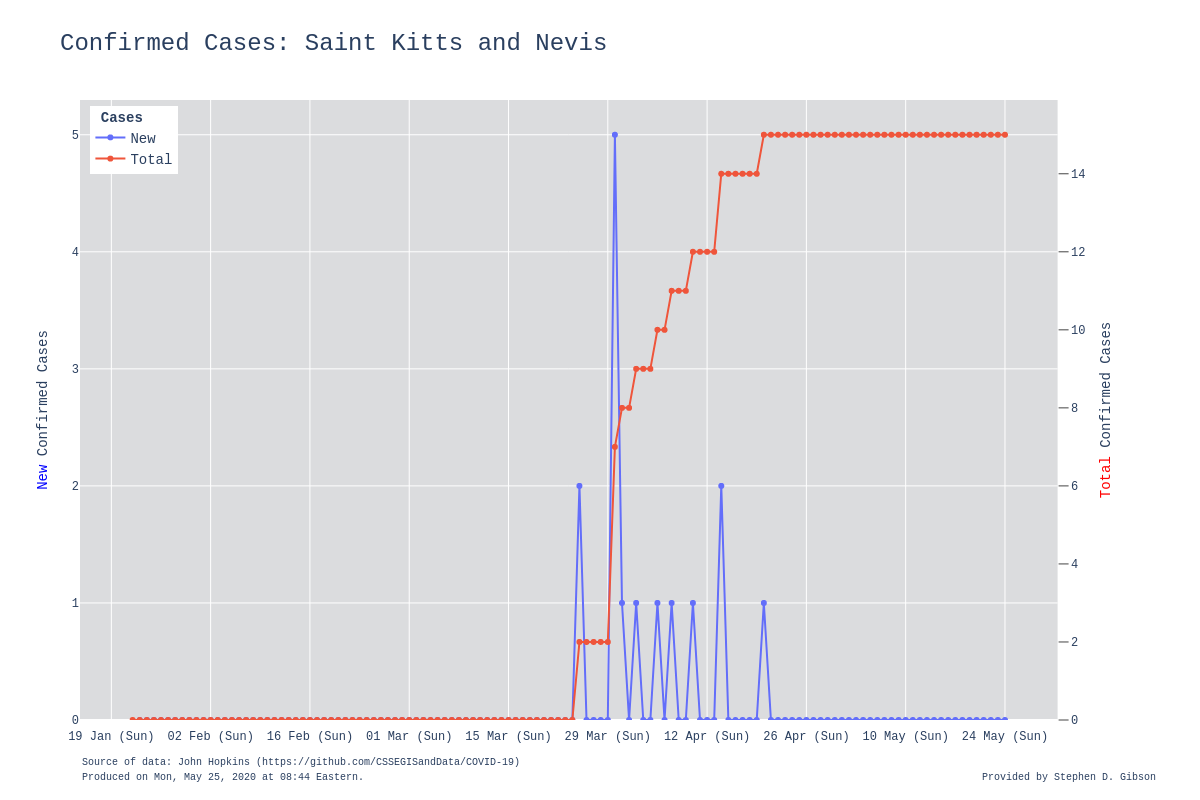 Confirmed Cases: Saint Kitts and Nevis
Cases
New
Total
5
4
3
2
1
0
New Confirmed Cases
14
12
10
8
6
4
2
0
Total Confirmed Cases
19 Jan (Sun) 02 Feb (Sun) 16 Feb (Sun) 01 Mar (Sun) 15 Mar (Sun) 29 Mar (Sun) 12 Apr (Sun) 26 Apr (Sun) 10 May (Sun) 24 May (Sun)
Source of data: John Hopkins (https://github.com/CSSEGISandData/COVID-19)
Produced on Mon, May 25, 2020 at 08:44 Eastern.
Provided by Stephen D. Gibson